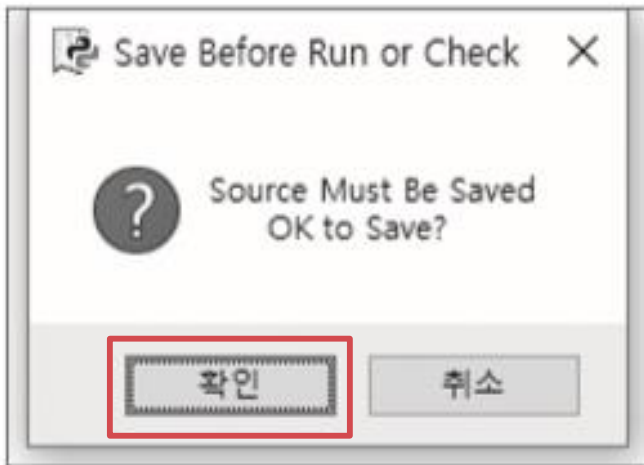 Save Before Run or Check
Source Must Be Saved
OK to Save?
확인
취소